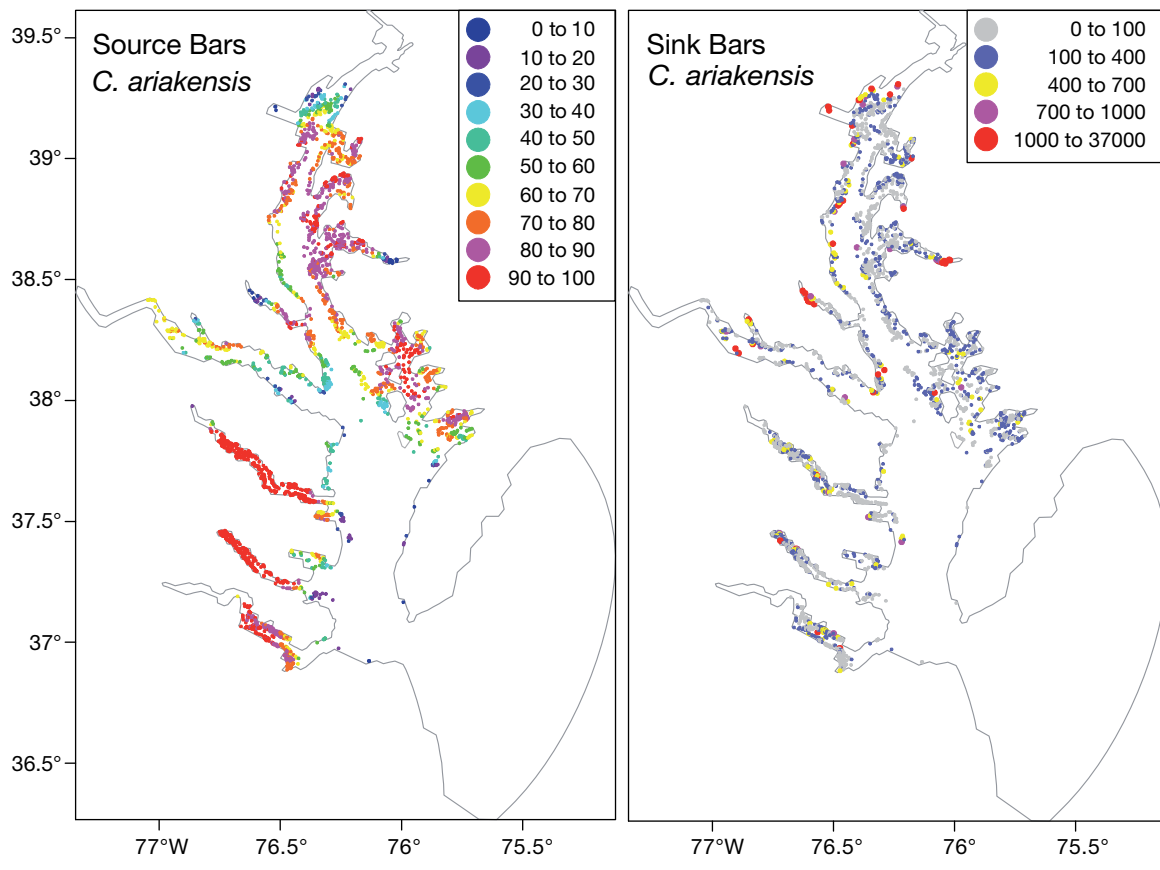 Source Bars
C. ariakensis
0 to 10
10 to 20
20 to 30
30 to 40
40 to 50
50 to 60
60 to 70
70 to 80
80 to 90
90 to 100
Sink Bars
C. ariakensis
0 to 100
100 to 400
400 to 700
700 to 1000
1000 to 37000
39.5°
39°
38.5°
38°
37.5°
37°
36.5°
77°W
76.5°
76°
75.5°
77°W
76.5°
76°
75.5°